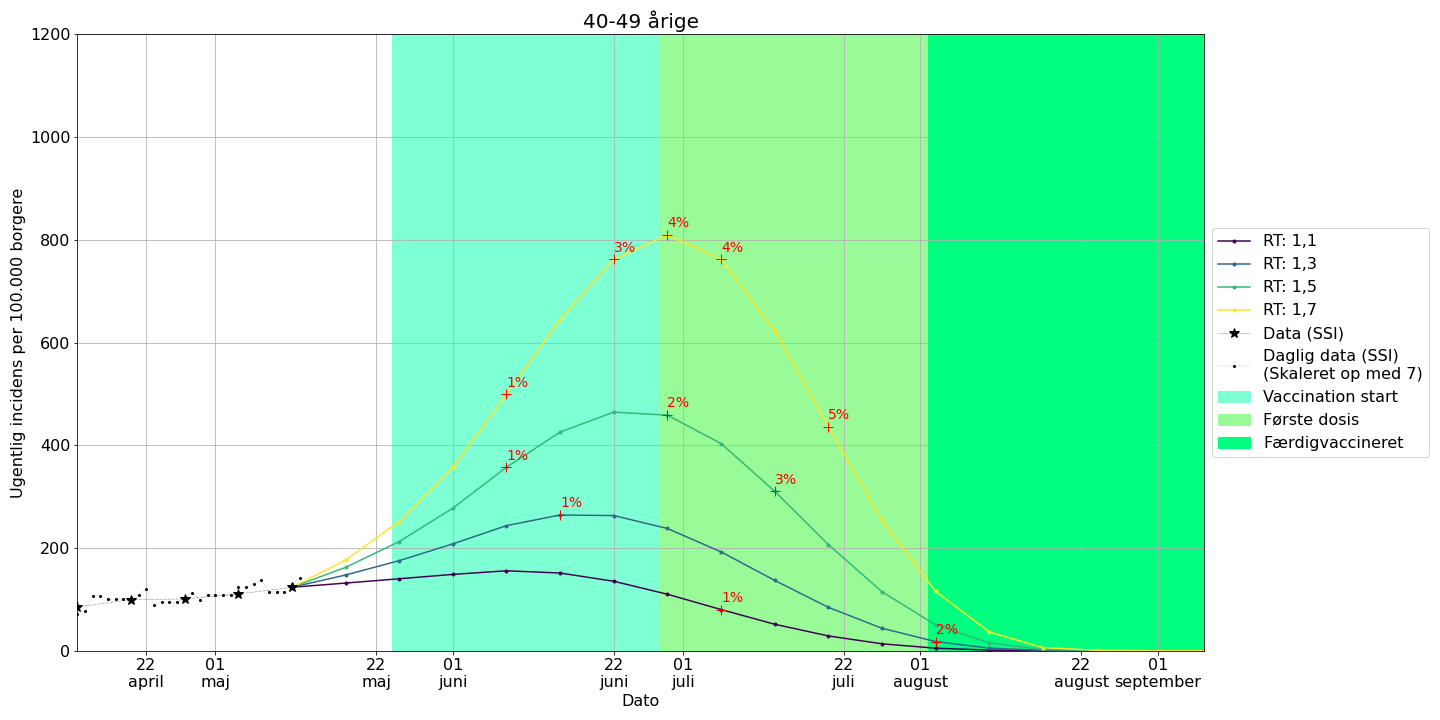 40-49 årige
1200
1000
800
600
400
200
0
Ugentlig incidens per 100.000 borgere
4%
3%
4%
1%
5%
2%
1%
3%
1%
1%
2%
22 01 22 01 22 01 22 01 22 01
april maj maj juni juni juli juli august august september
Dato
RT: 1,1
RT: 1,3
RT: 1,5
RT: 1,7
Data (SSI)
Daglig data (SSI)
(Skaleret op med 7)
Vaccination start
Første dosis
Færdigvaccineret